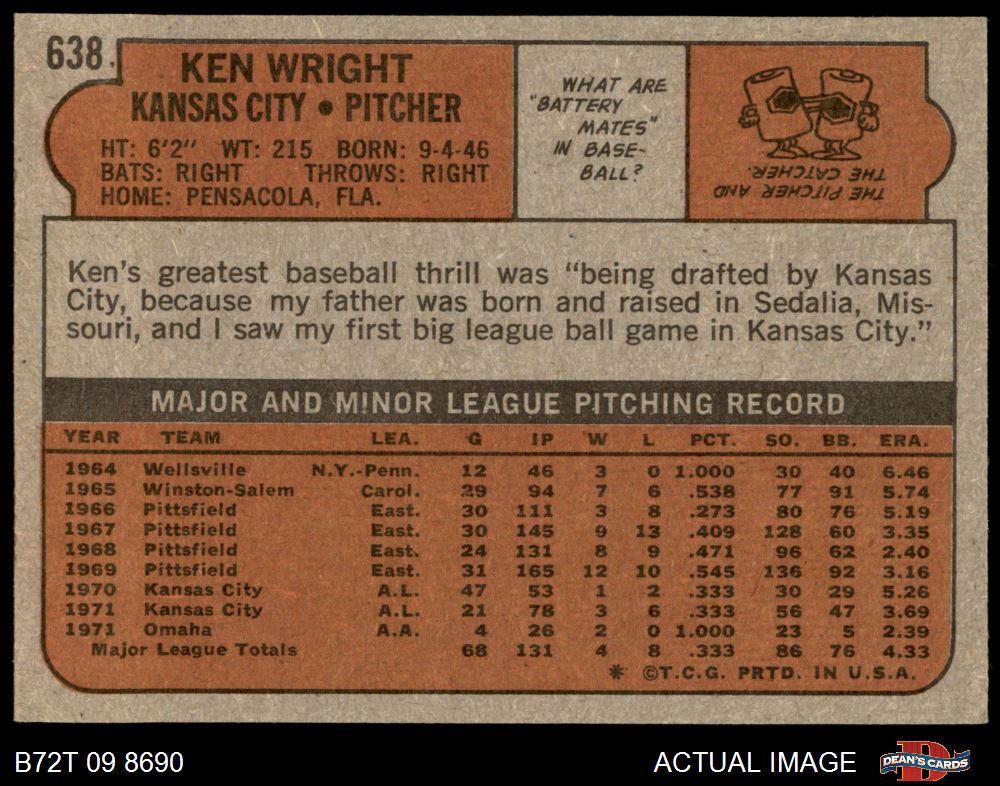 638
KEN WRIGHT
KANSAS CITY • PITCHER
HT: 6'2" WT: 215 BORN: 9-4-46
BATS: RIGHT THROWS: RIGHT
HOME: PENSACOLA, FLA.
WHAT ARE
"BATTERY
MATES"
IN BASE-
BALL?
THE PITCHER AND
THE CATCHER.
Ken's greatest baseball thrill was "being drafted by Kansas
City, because my father was born and raised in Sedalia, Mis-
souri, and I saw my first big league ball game in Kansas City."
MAJOR AND MINOR LEAGUE PITCHING RECORD
YEAR TEAM LEA. G IP W L PCT. SO. BB. ERA.
1964 Wellsville N.Y.-Penn. 12 46 3 0 1.000 30 40 6.46
1965 Winston-Salem Carol. 29 94 7 6 .538 77 91 5.74
1966 Pittsfield East. 30 111 3 8 .273 80 76 5.19
1967 Pittsfield East. 30 145 9 13 .409 128 60 3.35
1968 Pittsfield East. 24 131 8 9 .471 96 62 2.40
1969 Pittsfield East. 31 165 12 10 .545 136 92 3.16
1970 Kansas City A.L. 47 53 1 2 .333 30 29 5.26
1971 Kansas City A.L. 21 78 3 6 .333 56 47 3.69
1971 Omaha A.A. 4 26 2 0 1.000 23 5 2.39
Major League Totals 68 131 4 8 .333 86 76 4.33
* ©T.C.G. PRTD. IN U.S.A.
B72T 09 8690
ACTUAL IMAGE
D
DEAN'S CARDS